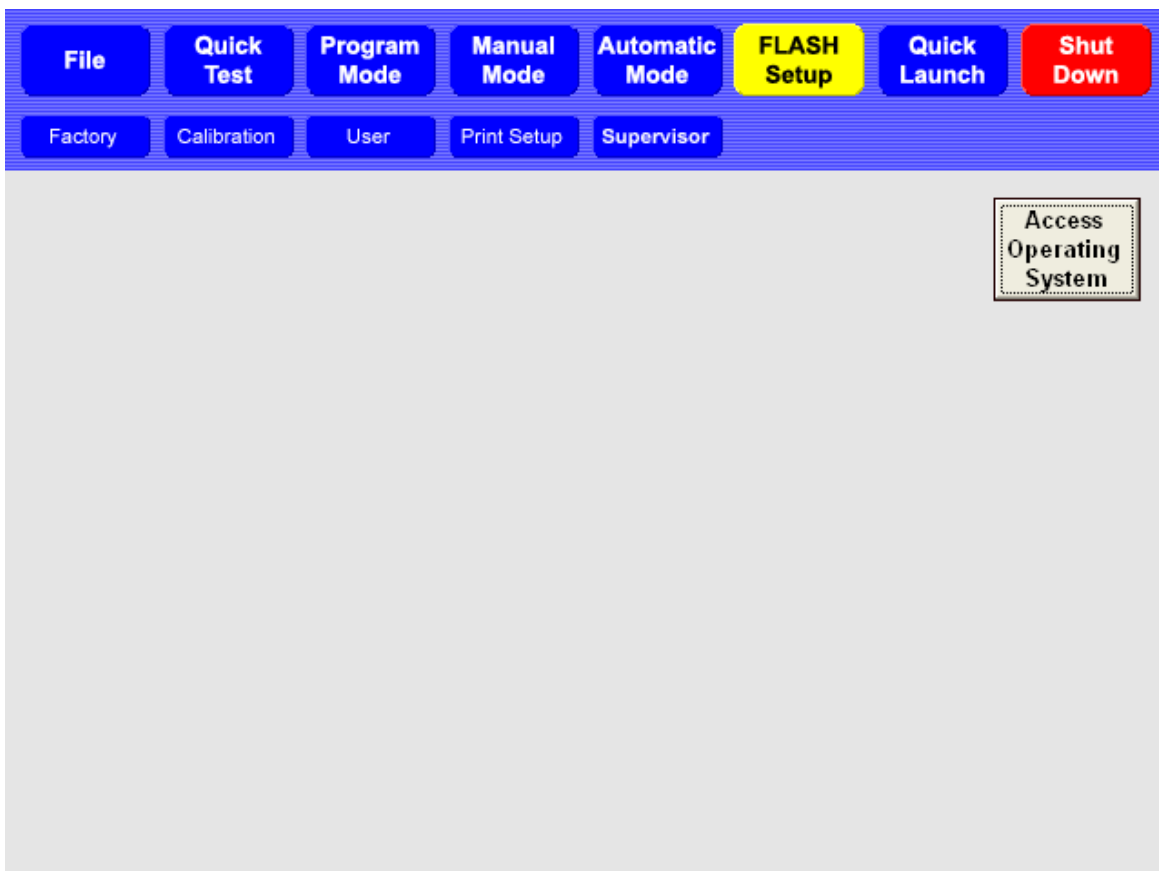 File
Quick
Test
Program
Mode
Manual
Mode
Automatic
Mode
FLASH
Setup
Quick
Launch
Shut
Down
Factory
Calibration
User
Print Setup
Supervisor
Access
Operating
System